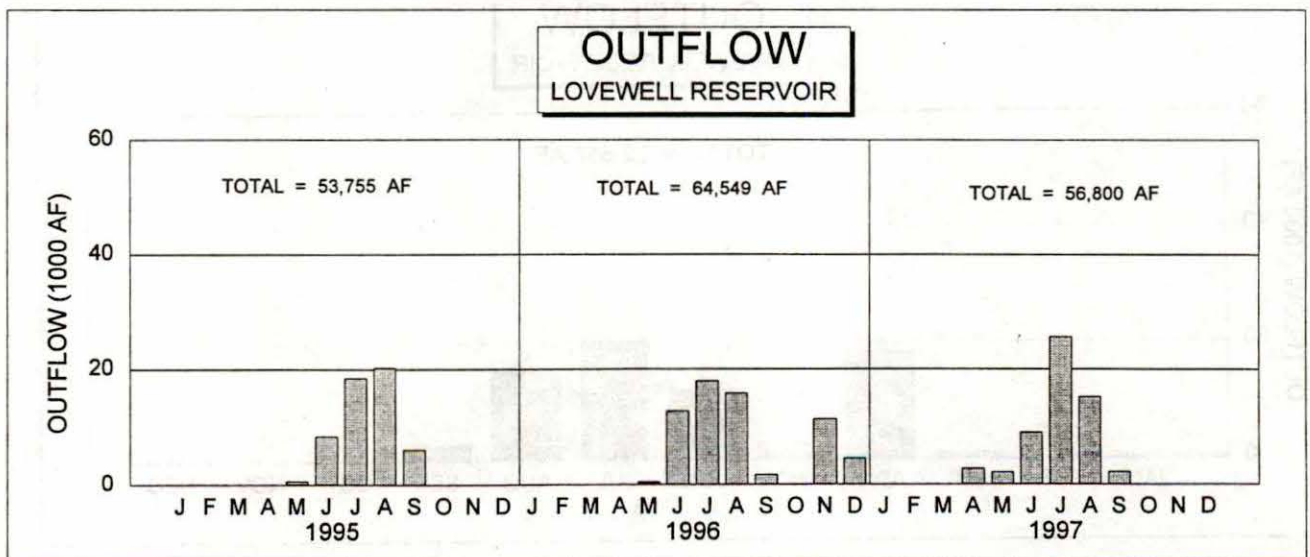 OUTFLOW
LOVEWELL RESERVOIR
60
TOTAL = 53,755 AF
TOTAL = 64,549 AF
TOTAL = 56,800 AF
40
OUTFLOW (1000 AF)
20
0
J F M A M J J A S O N D J F M A M J J A S O N D J F M A M J J A S O N D
1995 1996 1997